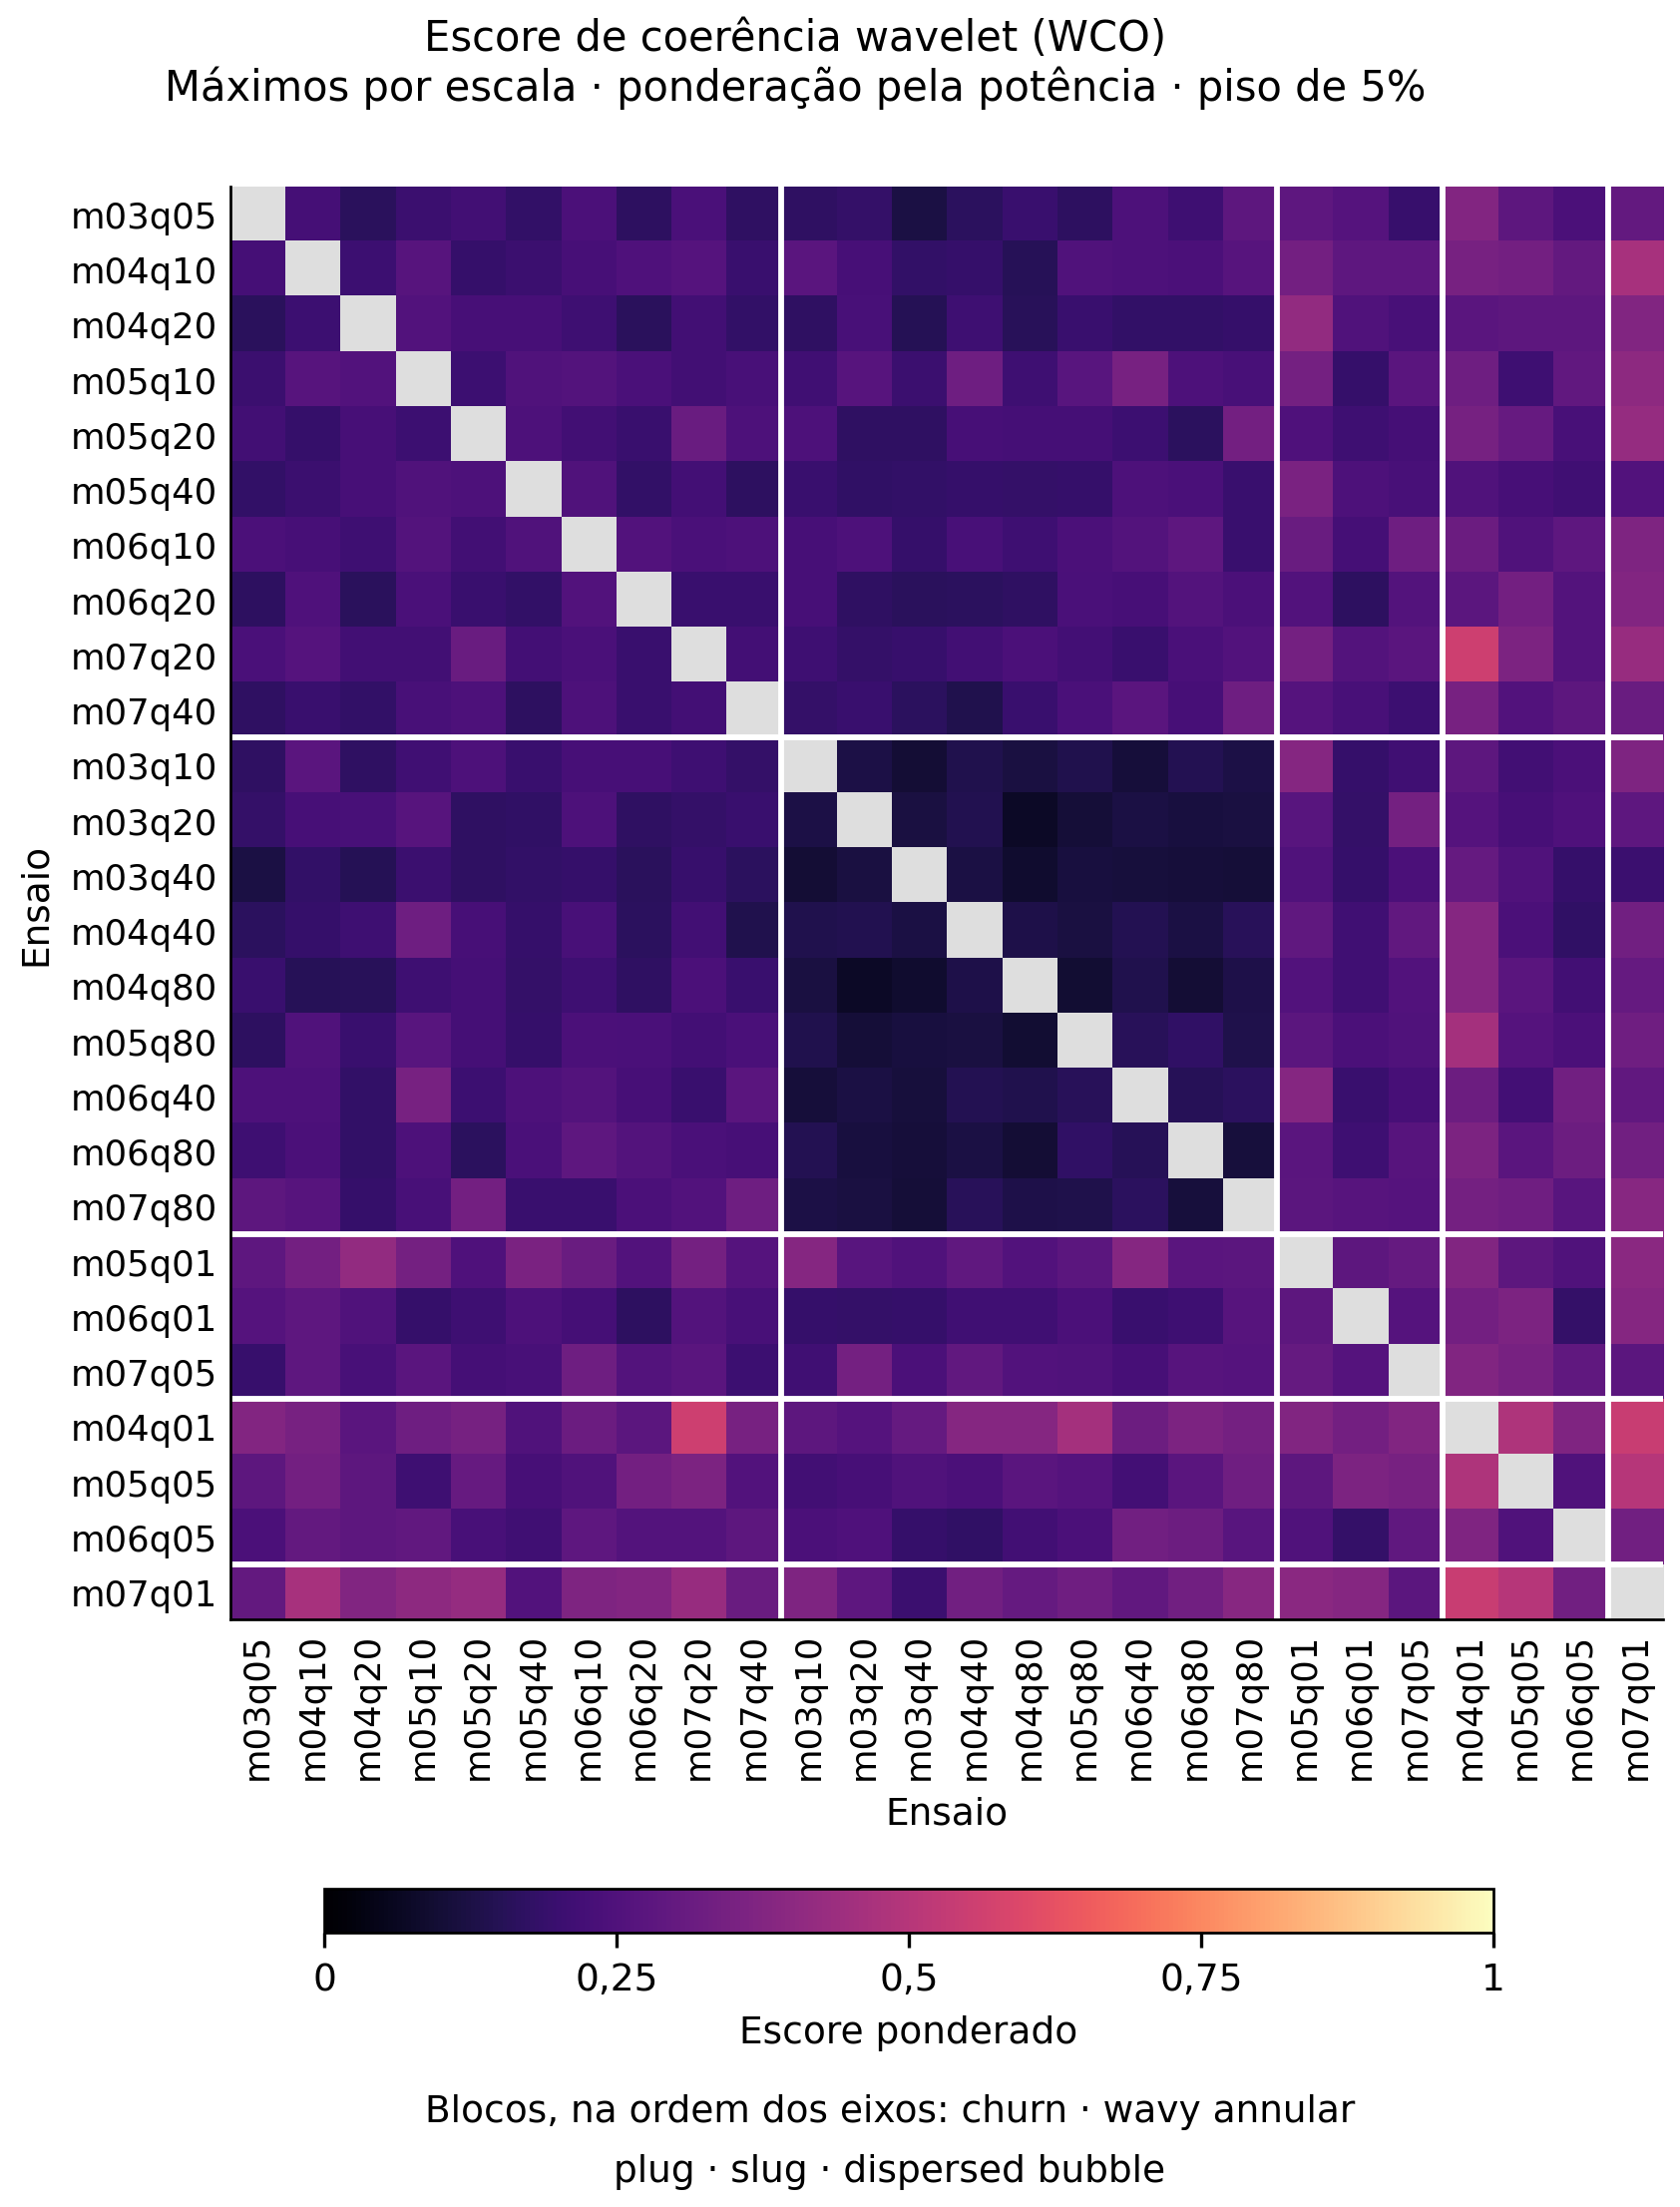 Escore de coerência wavelet (WCO)
Máximos por escala · ponderação pela potência · piso de 5%
Ensaio
m03q05
m04q10
m04q20
m05q10
m05q20
m05q40
m06q10
m06q20
m07q20
m07q40
m03q10
m03q20
m03q40
m04q40
m04q80
m05q80
m06q40
m06q80
m07q80
m05q01
m06q01
m07q05
m04q01
m05q05
m06q05
m07q01
m03q05 m04q10 m04q20 m05q10 m05q20 m05q40 m06q10 m06q20 m07q20 m07q40 m03q10 m03q20 m03q40 m04q40 m04q80 m05q80 m06q40 m06q80 m07q80 m05q01 m06q01 m07q05 m04q01 m05q05 m06q05 m07q01
Ensaio
0 0,25 0,5 0,75 1
Escore ponderado
Blocos, na ordem dos eixos: churn · wavy annular
plug · slug · dispersed bubble